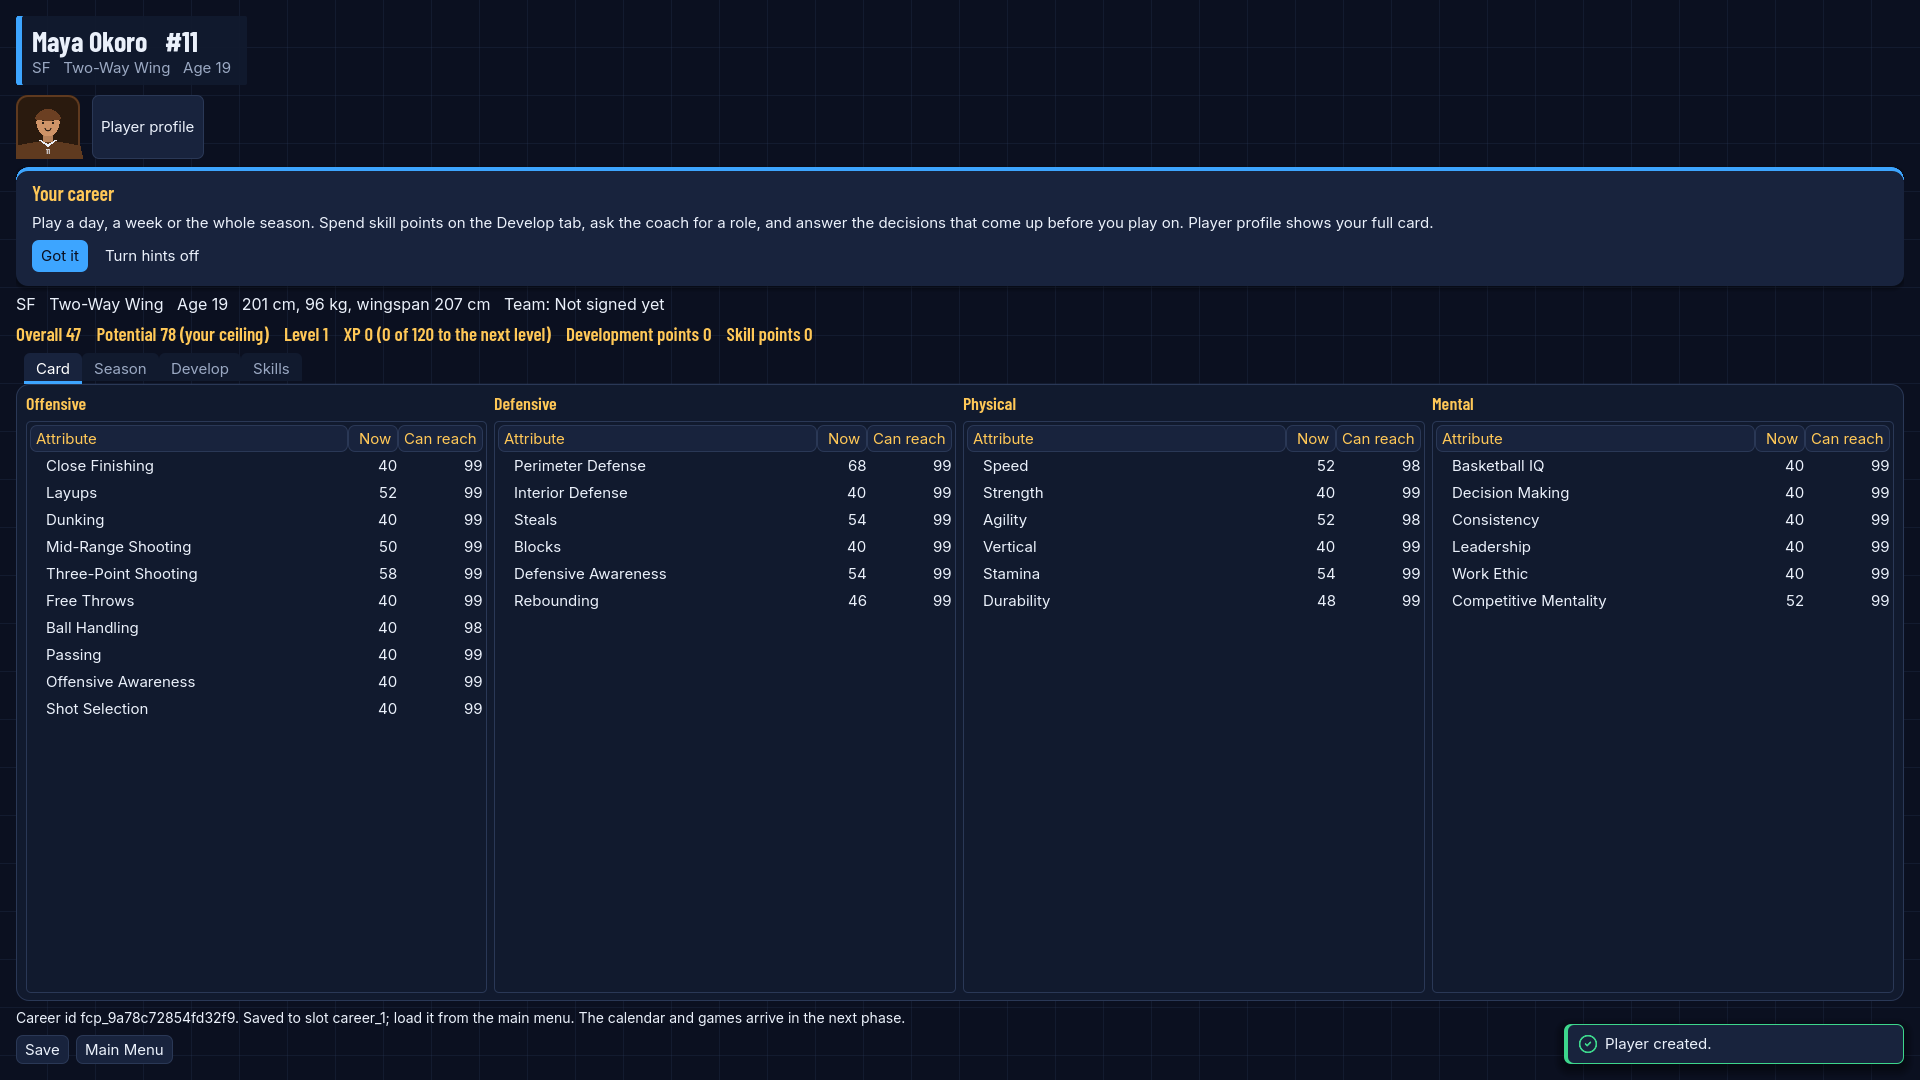 Maya Okoro #11
SF Two-Way Wing Age 19
11
Player profile
Your career
Play a day, a week or the whole season. Spend skill points on the Develop tab, ask the coach for a role, and answer the decisions that come up before you play on. Player profile shows your full card.
Got it Turn hints off
SF Two-Way Wing Age 19 201 cm, 96 kg, wingspan 207 cm Team: Not signed yet
Overall 47 Potential 78 (your ceiling) Level 1 XP 0 (0 of 120 to the next level) Development points 0 Skill points 0
Card Season Develop Skills
Offensive
Attribute Now Can reach
Close Finishing 40 99
Layups 52 99
Dunking 40 99
Mid-Range Shooting 50 99
Three-Point Shooting 58 99
Free Throws 40 99
Ball Handling 40 98
Passing 40 99
Offensive Awareness 40 99
Shot Selection 40 99
Defensive
Attribute Now Can reach
Perimeter Defense 68 99
Interior Defense 40 99
Steals 54 99
Blocks 40 99
Defensive Awareness 54 99
Rebounding 46 99
Physical
Attribute Now Can reach
Speed 52 98
Strength 40 99
Agility 52 98
Vertical 40 99
Stamina 54 99
Durability 48 99
Mental
Attribute Now Can reach
Basketball IQ 40 99
Decision Making 40 99
Consistency 40 99
Leadership 40 99
Work Ethic 40 99
Competitive Mentality 52 99
Career id fcp_9a78c72854fd32f9. Saved to slot career_1; load it from the main menu. The calendar and games arrive in the next phase.
Save Main Menu
Player created.